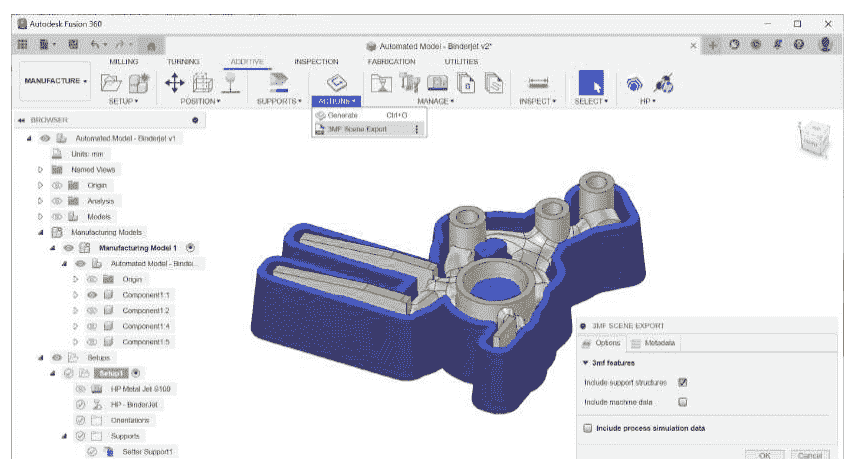 Autodesk Fusion 360
Automated Model - Binderjet v2*
MILLING TURNING ADDITIVE INSPECTION FABRICATION UTILITIES
MANUFACTURE
SETUP POSITION SUPPORTS ACTIONS MANAGE INSPECT SELECT HP
BROWSER
Generate Ctrl+G
3MF Scene Export
Automated Model - Binderjet v1
Units: mm
Named Views
Origin
Analysis
Models
Manufacturing Models
Manufacturing Model 1
Automated Model - Binder...
Origin
Component1:1
Component1:2
Component1:4
Component1:5
Setups
Setup1
HP Metal Jet S100
HP - BinderJet
Orientations
Supports
Setter Support1
3MF SCENE EXPORT
Options Metadata
3mf features
Include support structures
Include machine data
Include process simulation data
OK Cancel